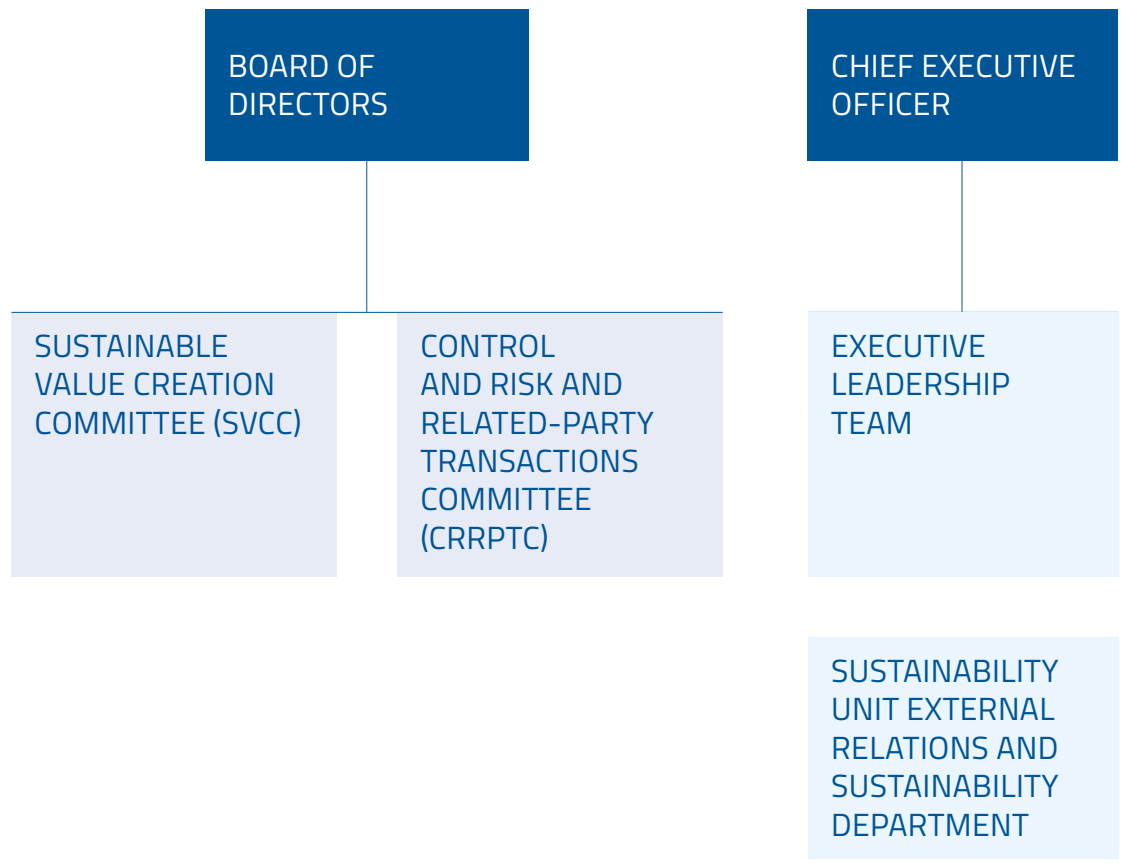 BOARD OF
DIRECTORS
CHIEF EXECUTIVE
OFFICER
SUSTAINABLE
VALUE CREATION
COMMITTEE (SVCC)
CONTROL
AND RISK AND
RELATED-PARTY
TRANSACTIONS
COMMITTEE
(CRRPTC)
EXECUTIVE
LEADERSHIP
TEAM
SUSTAINABILITY
UNIT EXTERNAL
RELATIONS AND
SUSTAINABILITY
DEPARTMENT